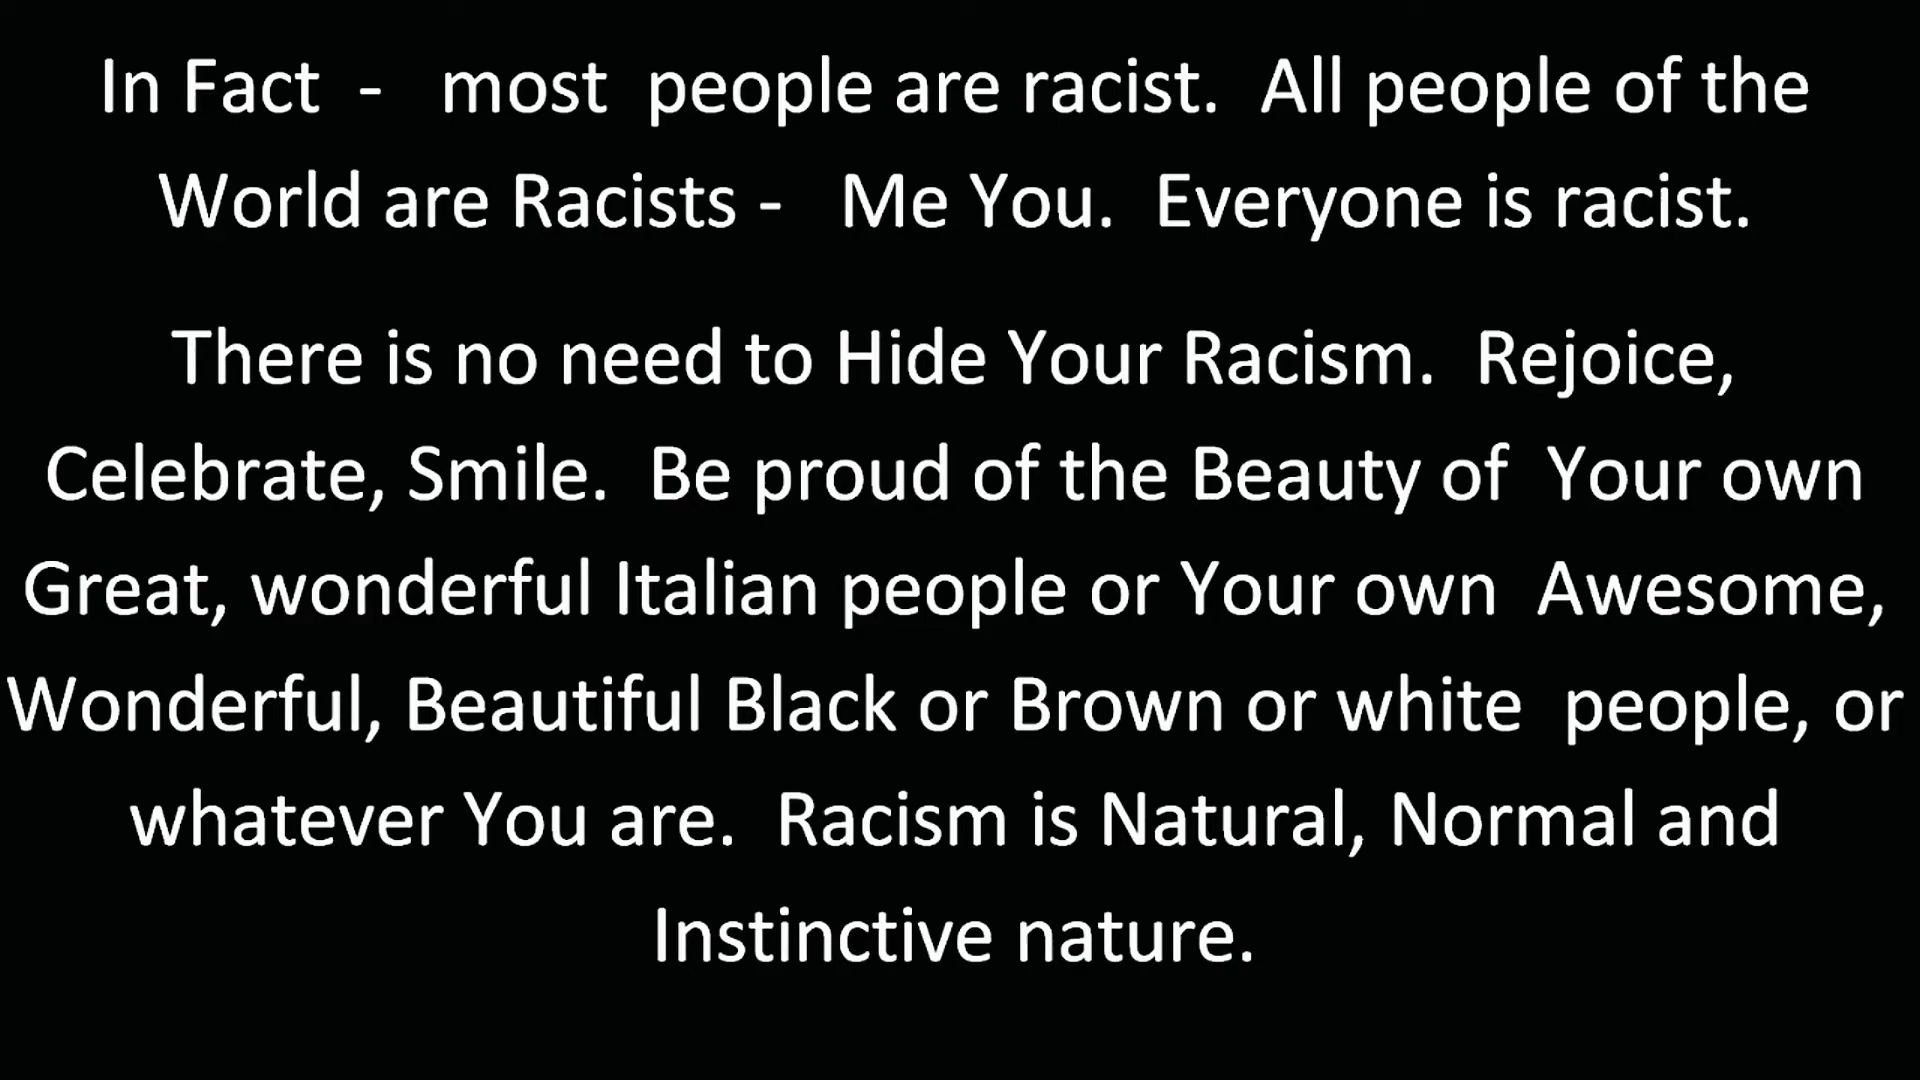 In Fact  -   most  people are racist.  All people of the
World are Racists -   Me You.  Everyone is racist.
There is no need to Hide Your Racism.  Rejoice,
Celebrate, Smile.  Be proud of the Beauty of  Your own
Great, wonderful Italian people or Your own  Awesome,
Wonderful, Beautiful Black or Brown or white  people, or
whatever You are.  Racism is Natural, Normal and
Instinctive nature.